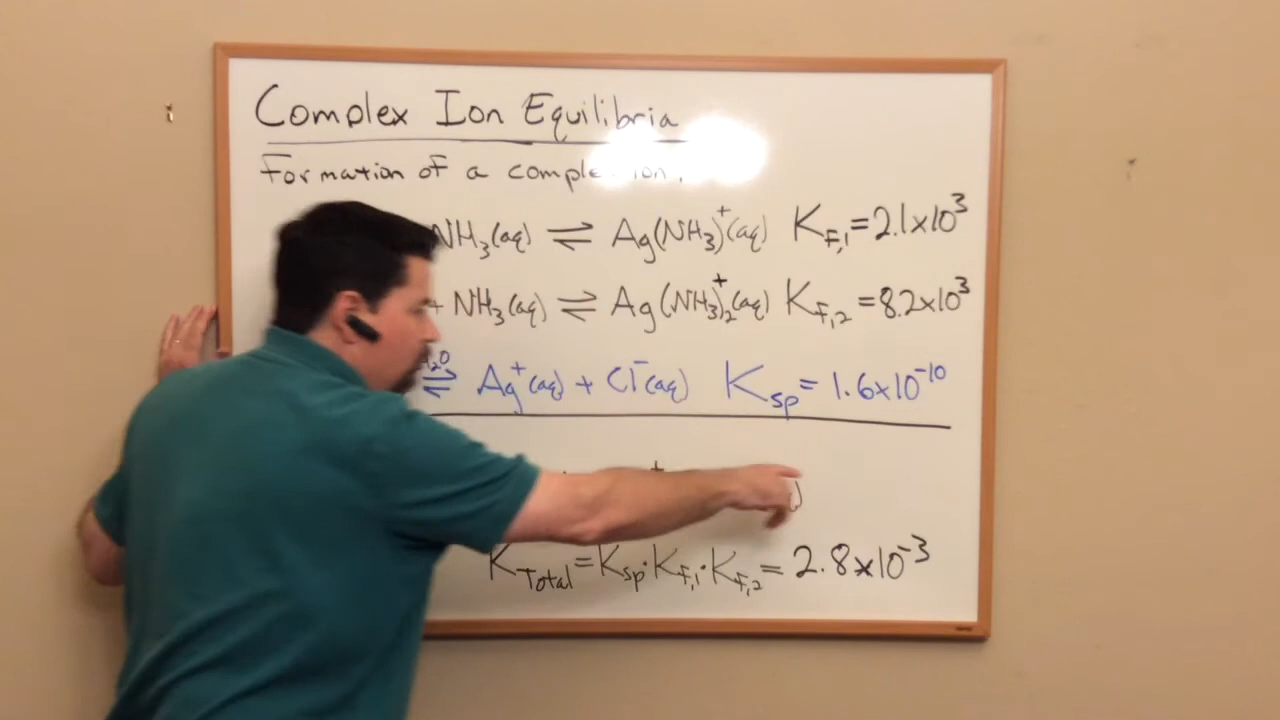 Complex Ion Equilibria
Formation of a comple ion.
NH₃(aq) ⇌ Ag(NH₃)⁺(aq) K_F,1 = 2.1x10³
+ NH₃(aq) ⇌ Ag(NH₃)₂⁺(aq) K_F,2 = 8.2x10³
H₂O ⇌ Ag⁺(aq) + Cl⁻(aq) K_sp = 1.6x10⁻¹⁰
+
K_Total = K_sp·K_F,1·K_F,2 = 2.8x10⁻³